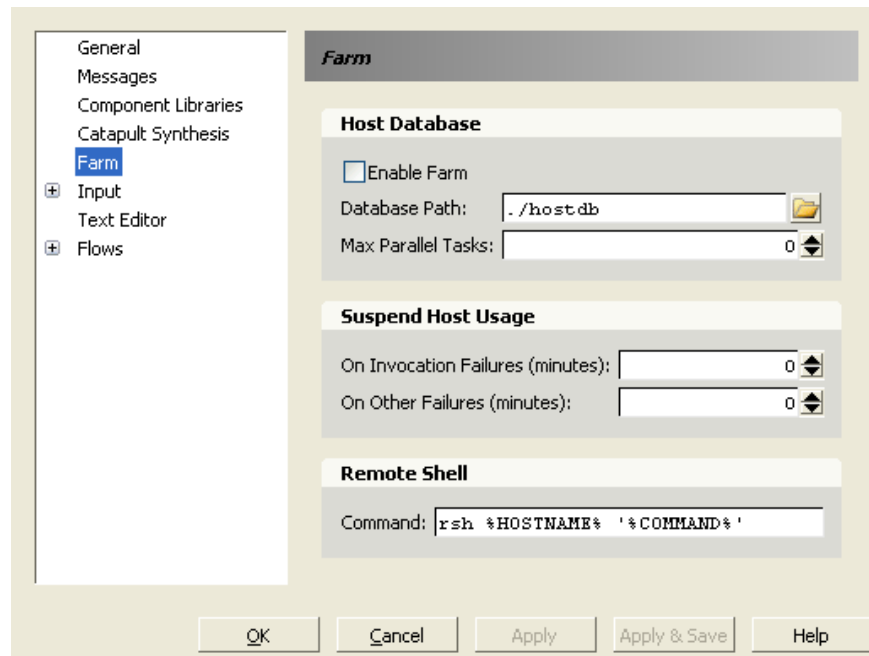 General
Messages
Component Libraries
Catapult Synthesis
Farm
Input
Text Editor
Flows
Farm
Host Database
Enable Farm
Database Path: ./hostdb
Max Parallel Tasks: 0
Suspend Host Usage
On Invocation Failures (minutes): 0
On Other Failures (minutes): 0
Remote Shell
Command: rsh %HOSTNAME% '%COMMAND%'
OK Cancel Apply Apply & Save Help